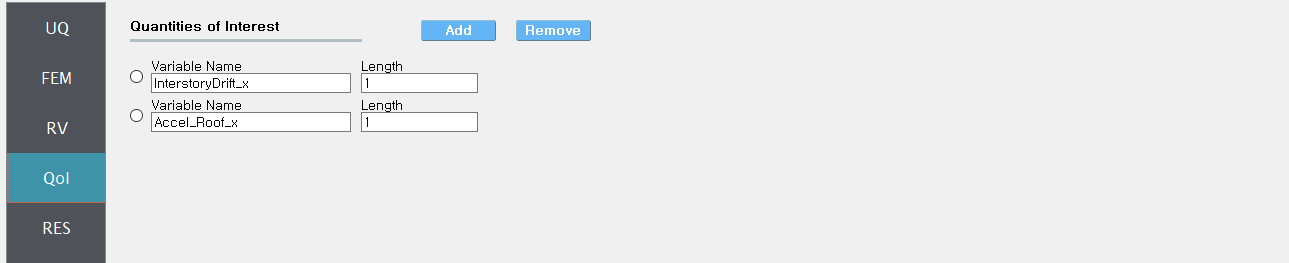 UQ
FEM
RV
QoI
RES
Quantities of Interest
Add
Remove
Variable Name
Length
InterstoryDrift_x
1
Variable Name
Length
Accel_Roof_x
1